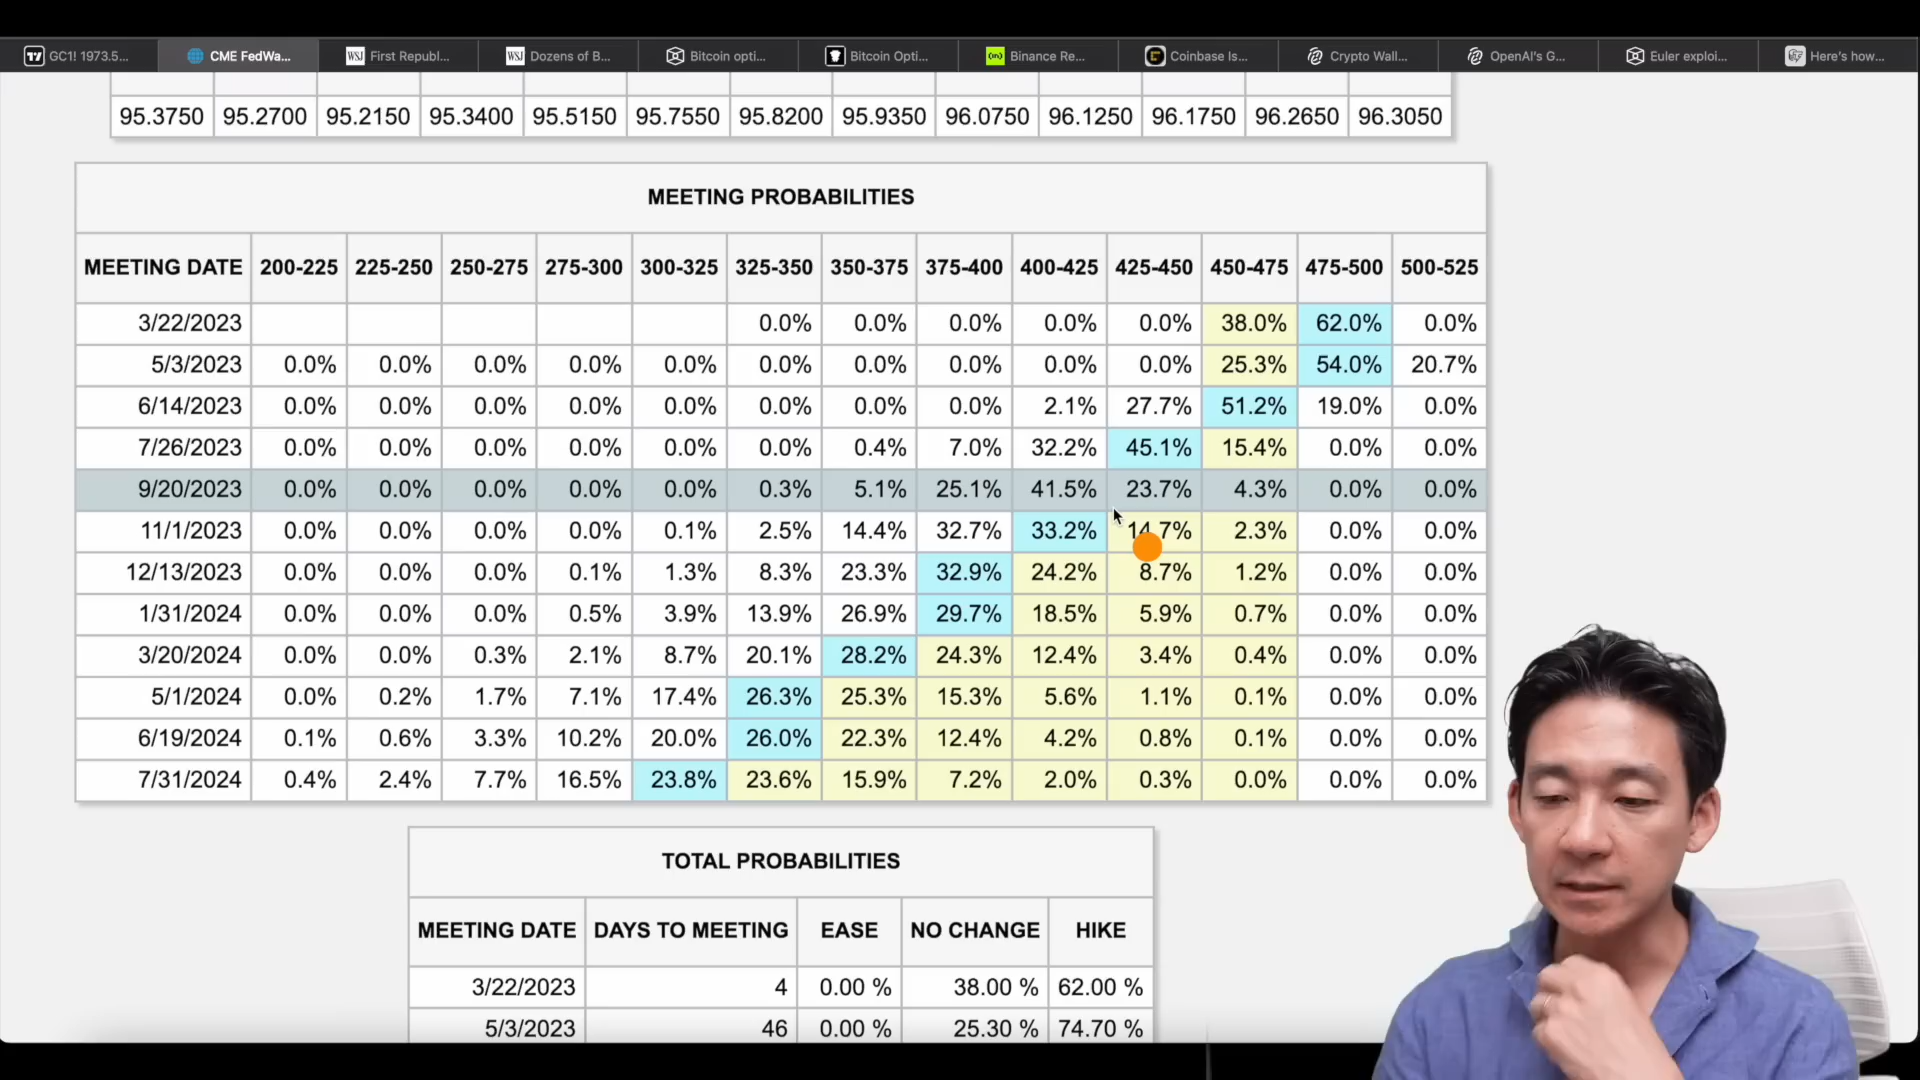 GC1! 1973.5... CME FedWa... First Republ... Dozens of B... Bitcoin opti... Bitcoin Opti... Binance Re... Coinbase Is... Crypto Wall... OpenAI's G... Euler exploi... Here's how...
95.3750 95.2700 95.2150 95.3400 95.5150 95.7550 95.8200 95.9350 96.0750 96.1250 96.1750 96.2650 96.3050
MEETING PROBABILITIES
MEETING DATE 200-225 225-250 250-275 275-300 300-325 325-350 350-375 375-400 400-425 425-450 450-475 475-500 500-525
3/22/2023 0.0% 0.0% 0.0% 0.0% 0.0% 38.0% 62.0% 0.0%
5/3/2023 0.0% 0.0% 0.0% 0.0% 0.0% 0.0% 0.0% 0.0% 0.0% 0.0% 25.3% 54.0% 20.7%
6/14/2023 0.0% 0.0% 0.0% 0.0% 0.0% 0.0% 0.0% 0.0% 2.1% 27.7% 51.2% 19.0% 0.0%
7/26/2023 0.0% 0.0% 0.0% 0.0% 0.0% 0.0% 0.4% 7.0% 32.2% 45.1% 15.4% 0.0% 0.0%
9/20/2023 0.0% 0.0% 0.0% 0.0% 0.0% 0.3% 5.1% 25.1% 41.5% 23.7% 4.3% 0.0% 0.0%
11/1/2023 0.0% 0.0% 0.0% 0.0% 0.1% 2.5% 14.4% 32.7% 33.2% 14.7% 2.3% 0.0% 0.0%
12/13/2023 0.0% 0.0% 0.0% 0.1% 1.3% 8.3% 23.3% 32.9% 24.2% 8.7% 1.2% 0.0% 0.0%
1/31/2024 0.0% 0.0% 0.0% 0.5% 3.9% 13.9% 26.9% 29.7% 18.5% 5.9% 0.7% 0.0% 0.0%
3/20/2024 0.0% 0.0% 0.3% 2.1% 8.7% 20.1% 28.2% 24.3% 12.4% 3.4% 0.4% 0.0% 0.0%
5/1/2024 0.0% 0.2% 1.7% 7.1% 17.4% 26.3% 25.3% 15.3% 5.6% 1.1% 0.1% 0.0% 0.0%
6/19/2024 0.1% 0.6% 3.3% 10.2% 20.0% 26.0% 22.3% 12.4% 4.2% 0.8% 0.1% 0.0% 0.0%
7/31/2024 0.4% 2.4% 7.7% 16.5% 23.8% 23.6% 15.9% 7.2% 2.0% 0.3% 0.0% 0.0% 0.0%
TOTAL PROBABILITIES
MEETING DATE DAYS TO MEETING EASE NO CHANGE HIKE
3/22/2023 4 0.00 % 38.00 % 62.00 %
5/3/2023 46 0.00 % 25.30 % 74.70 %